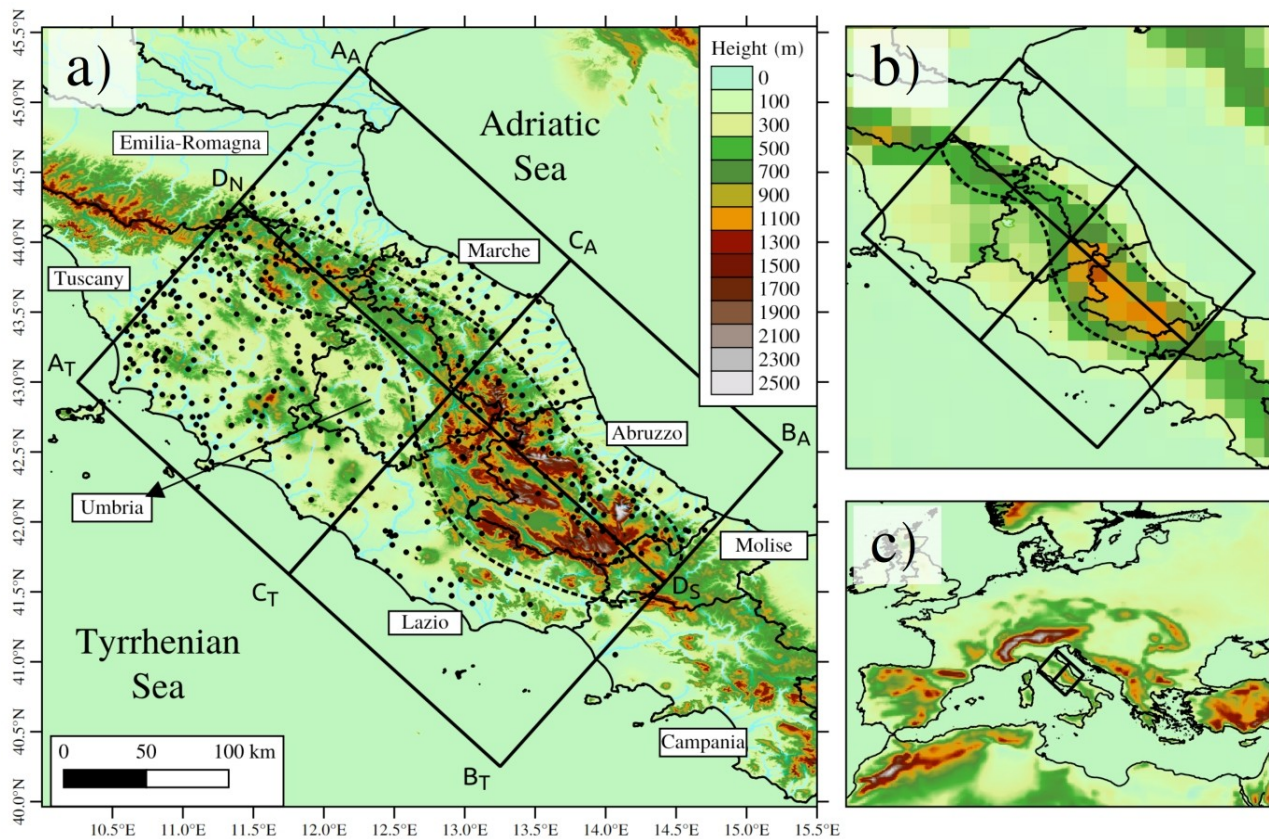 a)
Height (m)
0
100
300
500
700
900
1100
1300
1500
1700
1900
2100
2300
2500
b)
c)
45.5°N
45.0°N
44.5°N
44.0°N
43.5°N
43.0°N
42.5°N
42.0°N
41.5°N
41.0°N
40.5°N
40.0°N
A_A
Adriatic
Sea
Emilia-Romagna
D_N
Marche
C_A
Tuscany
A_T
Abruzzo
B_A
Umbria
Molise
D_S
C_T
Lazio
Tyrrhenian
Sea
Campania
B_T
0 50 100 km
10.5°E 11.0°E 11.5°E 12.0°E 12.5°E 13.0°E 13.5°E 14.0°E 14.5°E 15.0°E 15.5°E